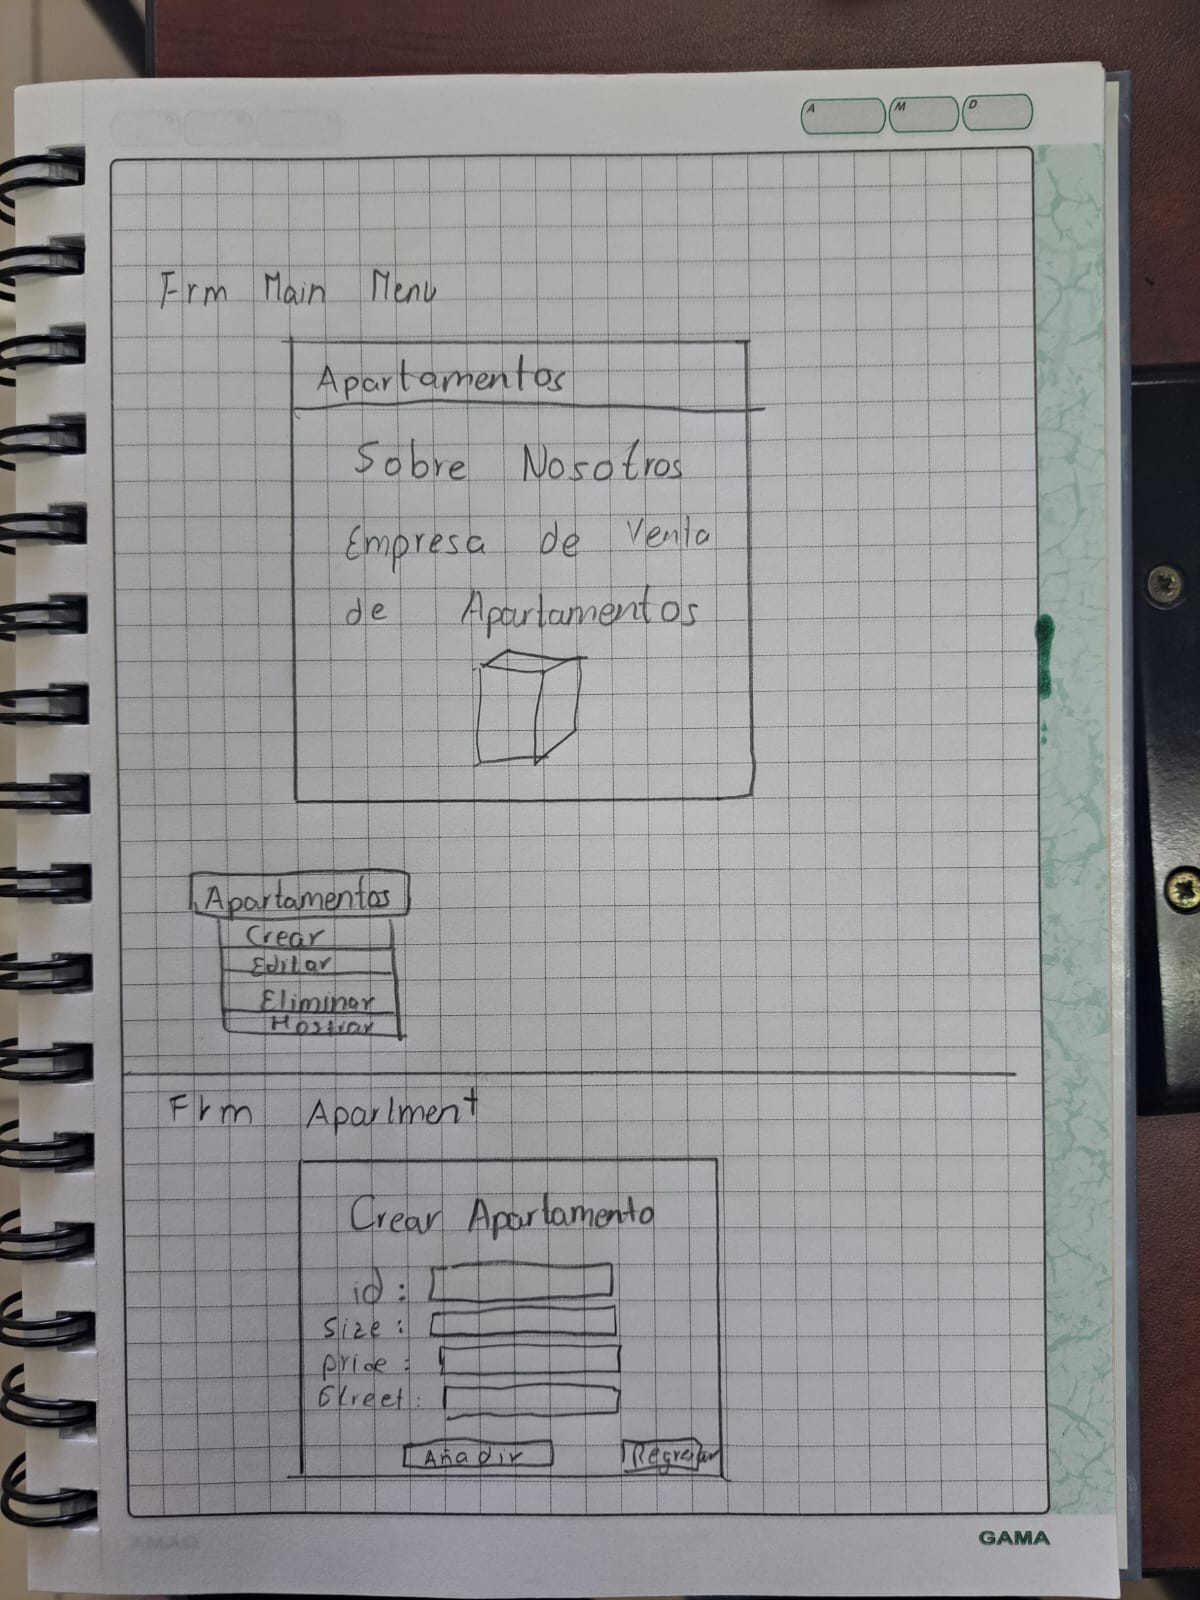 A M D
Frm Main Menu
Apartamentos
Sobre Nosotros
Empresa de Venta
de Apartamentos
Apartamentos
Crear
Editar
Eliminar
Mostrar
Frm Apartment
Crear Apartamento
id :
Size :
price :
Street :
Añadir Regresar
GAMA